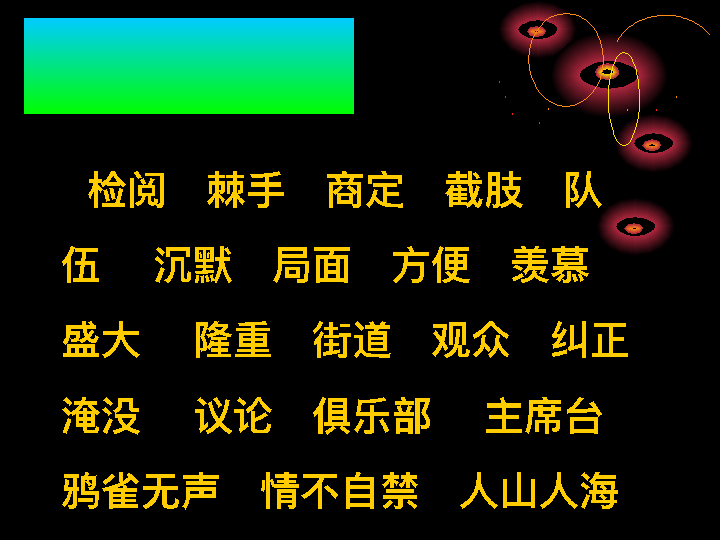 检阅 棘手 商定 截肢 队
伍 沉默 局面 方便 羡慕
盛大 隆重 街道 观众 纠正
淹没 议论 俱乐部 主席台
鸦雀无声 情不自禁 人山人海